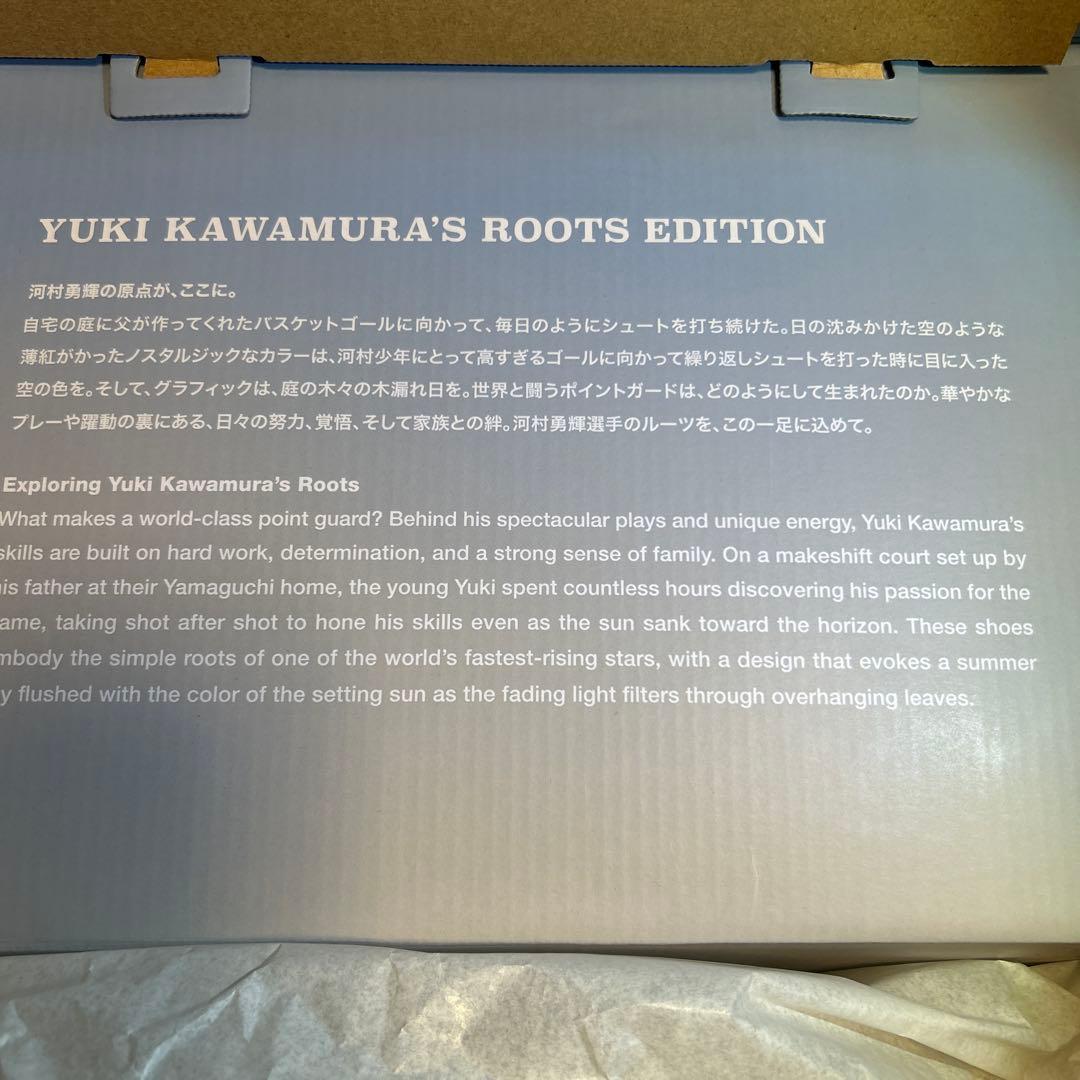 YUKI KAWAMURA'S ROOTS EDITION
河村勇輝の原点が、ここに。
自宅の庭に父が作ってくれたバスケットゴールに向かって、毎日のようにシュートを打ち続けた。日の沈みかけた空のような
薄紅がかったノスタルジックなカラーは、河村少年にとって高すぎるゴールに向かって繰り返しシュートを打った時に目に入った
空の色を。そして、グラフィックは、庭の木々の木漏れ日を。世界と闘うポイントガードは、どのようにして生まれたのか。華やかな
プレーや躍動の裏にある、日々の努力、覚悟、そして家族との絆。河村勇輝選手のルーツを、この一足に込めて。
Exploring Yuki Kawamura's Roots
What makes a world-class point guard? Behind his spectacular plays and unique energy, Yuki Kawamura's
skills are built on hard work, determination, and a strong sense of family. On a makeshift court set up by
is father at their Yamaguchi home, the young Yuki spent countless hours discovering his passion for the
ame, taking shot after shot to hone his skills even as the sun sank toward the horizon. These shoes
mbody the simple roots of one of the world's fastest-rising stars, with a design that evokes a summer
y flushed with the color of the setting sun as the fading light filters through overhanging leaves.